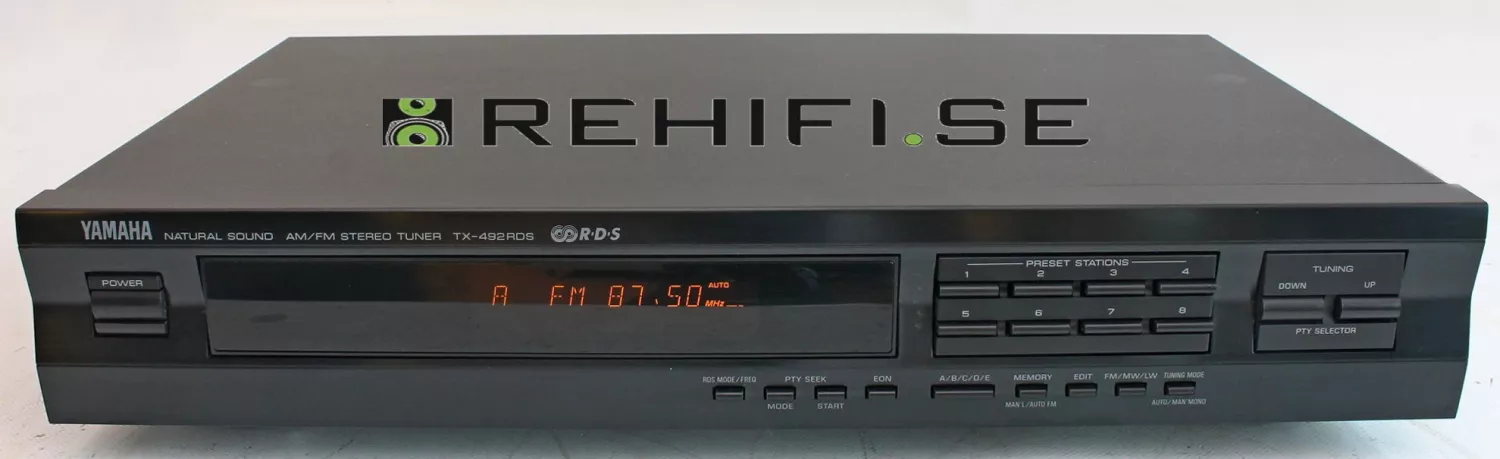 REHIFI.SE
YAMAHA NATURAL SOUND AM/FM STEREO TUNER TX-492RDS R·D·S
POWER
A FM 87.50 AUTO MHz
PRESET STATIONS
1 2 3 4
5 6 7 8
TUNING
DOWN UP
PTY SELECTOR
RDS MODE/FREQ PTY SEEK EON A/B/C/D/E MEMORY EDIT FM/MW/LW TUNING MODE
MODE START MAN'L/AUTO FM AUTO/MAN'MONO